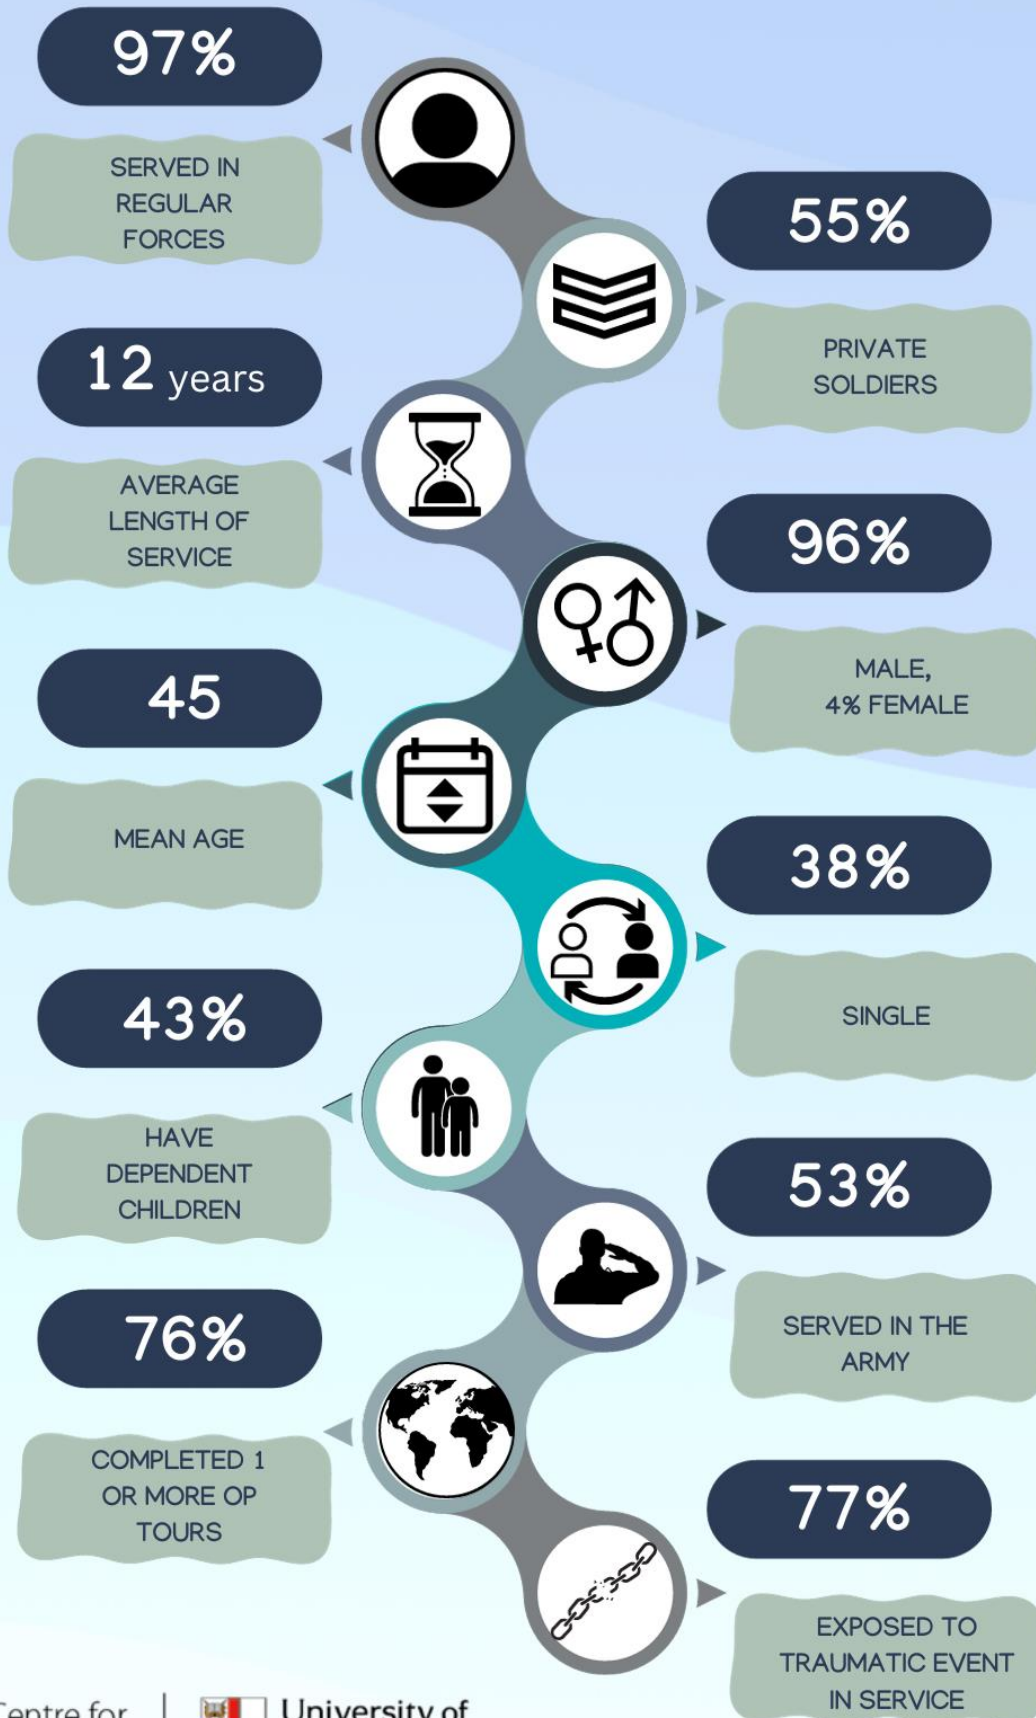 97%
SERVED IN
REGULAR
FORCES
55%
PRIVATE
SOLDIERS
12 years
AVERAGE
LENGTH OF
SERVICE
96%
MALE,
4% FEMALE
45
MEAN AGE
38%
SINGLE
43%
HAVE
DEPENDENT
CHILDREN
53%
SERVED IN THE
ARMY
76%
COMPLETED 1
OR MORE OP
TOURS
77%
EXPOSED TO
TRAUMATIC EVENT
IN SERVICE
Centre for
University of